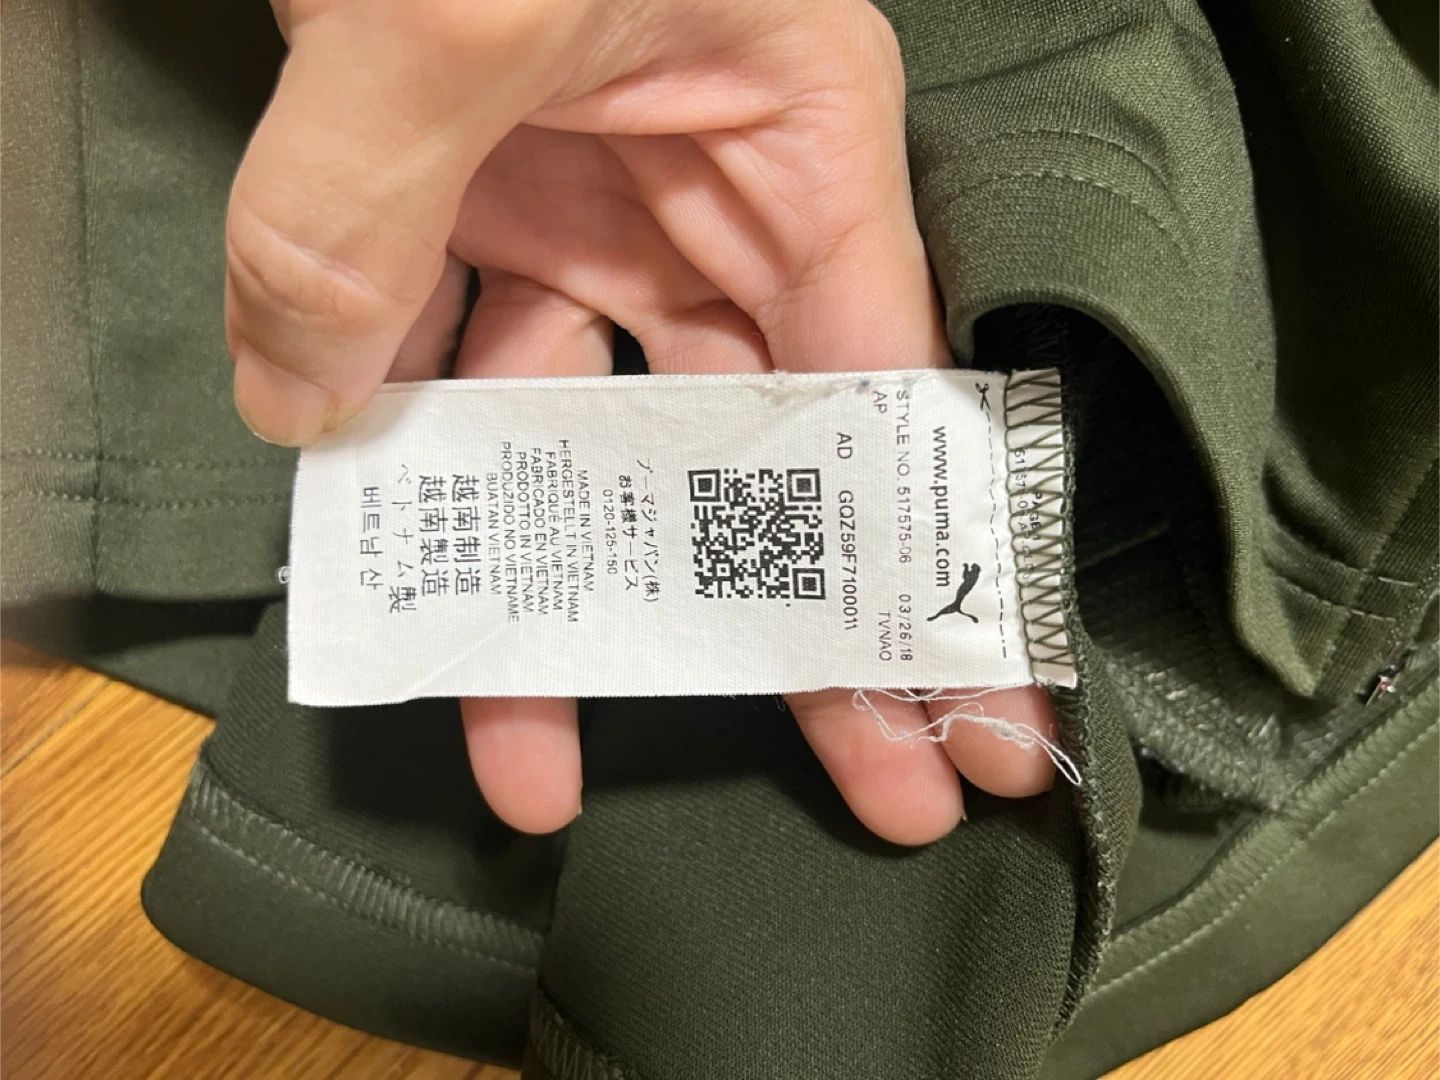 www.puma.com
STYLE NO. 517575-06 03/26/18
AP TVNAO
AD GQZ59F7100011
プーマジャパン(株)
お客様サービス
0120-125-150
MADE IN VIETNAM
HERGESTELLT IN VIETNAM
FABRIQUÉ AU VIETNAM
FABRICADO EN VIETNAM
PRODOTTO IN VIETNAM
PRODUZIDO NO VIETNAME
BUATAN VIETNAM
越南制造
越南製造
ベトナム製
베트남 산